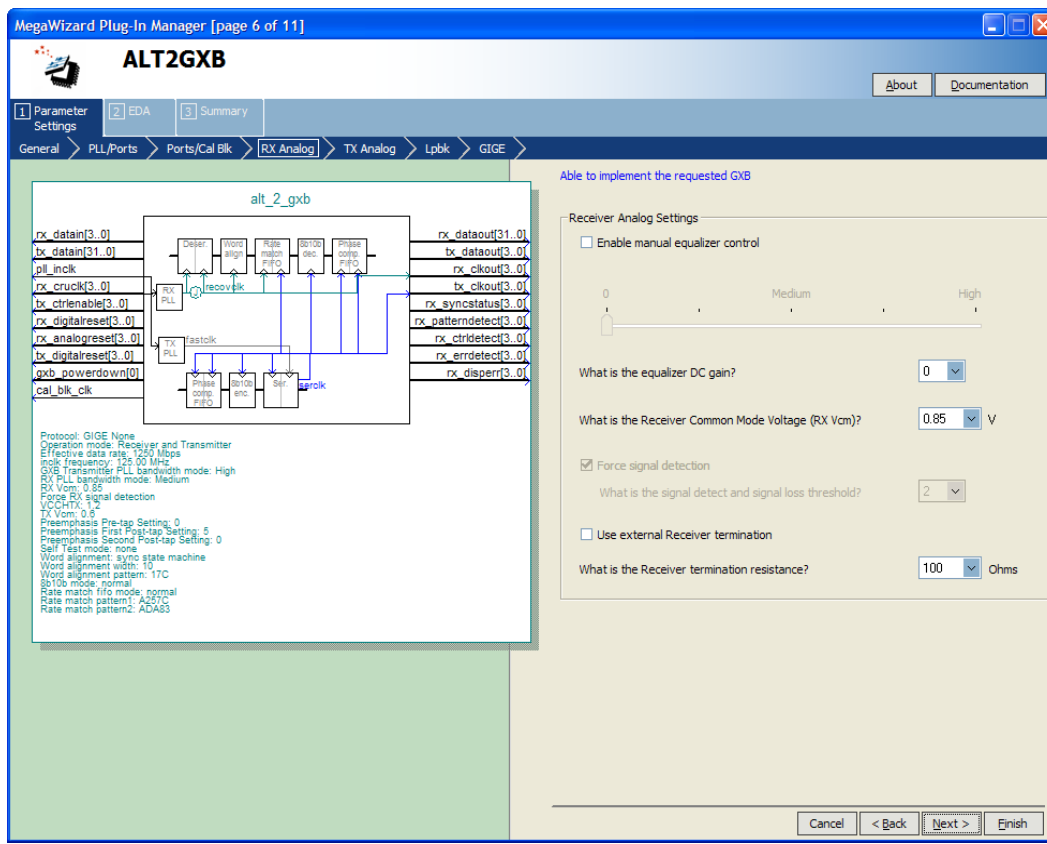 MegaWizard Plug-In Manager [page 6 of 11]
ALT2GXB
About
Documentation
1 Parameter Settings
2 EDA
3 Summary
General
PLL/Ports
Ports/Cal Blk
RX Analog
TX Analog
Lpbk
GIGE
Able to implement the requested GXB
alt_2_gxb
rx_datain[3..0]
tx_datain[31..0]
pll_inclk
rx_cruclk[3..0]
tx_ctrlenable[3..0]
rx_digitalreset[3..0]
rx_analogreset[3..0]
tx_digitalreset[3..0]
gxb_powerdown[0]
cal_blk_clk
Deser.
Word align
Rate match FIFO
8b10b dec.
Phase comp. FIFO
RX PLL
recovclk
TX PLL
fastclk
Phase comp. FIFO
8b10b enc.
Ser.
serclk
rx_dataout[31..0]
tx_dataout[3..0]
rx_clkout[3..0]
tx_clkout[3..0]
rx_syncstatus[3..0]
rx_patterndetect[3..0]
rx_ctrldetect[3..0]
rx_errdetect[3..0]
rx_disperr[3..0]
Protocol: GIGE None
Operation mode: Receiver and Transmitter
Effective data rate: 1250 Mbps
inclk frequency: 125.00 MHz
GXB Transmitter PLL bandwidth mode: High
RX PLL bandwidth mode: Medium
RX Vcm: 0.85
Force RX signal detection
VCCHTX: 1.2
TX Vcm: 0.6
Preemphasis Pre-tap Setting: 0
Preemphasis First Post-tap Setting: 5
Preemphasis Second Post-tap Setting: 0
Self Test mode: none
Word alignment: sync state machine
Word alignment width: 10
Word alignment pattern: 17C
8b10b mode: normal
Rate match fifo mode: normal
Rate match pattern1: A257C
Rate match pattern2: ADA83
Receiver Analog Settings
Enable manual equalizer control
0 Medium High
What is the equalizer DC gain? 0
What is the Receiver Common Mode Voltage (RX Vcm)? 0.85 V
Force signal detection
What is the signal detect and signal loss threshold? 2
Use external Receiver termination
What is the Receiver termination resistance? 100 Ohms
Cancel
< Back
Next >
Finish